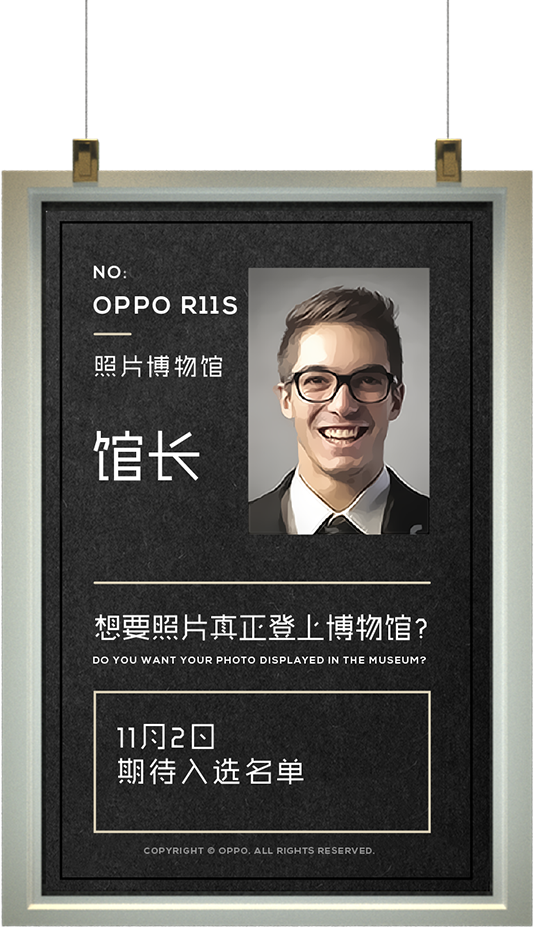 NO:
OPPO R11S
照片博物馆
馆长
想要照片真正登上博物馆?
DO YOU WANT YOUR PHOTO DISPLAYED IN THE MUSEUM?
11月2日
期待入选名单
COPYRIGHT © OPPO. ALL RIGHTS RESERVED.